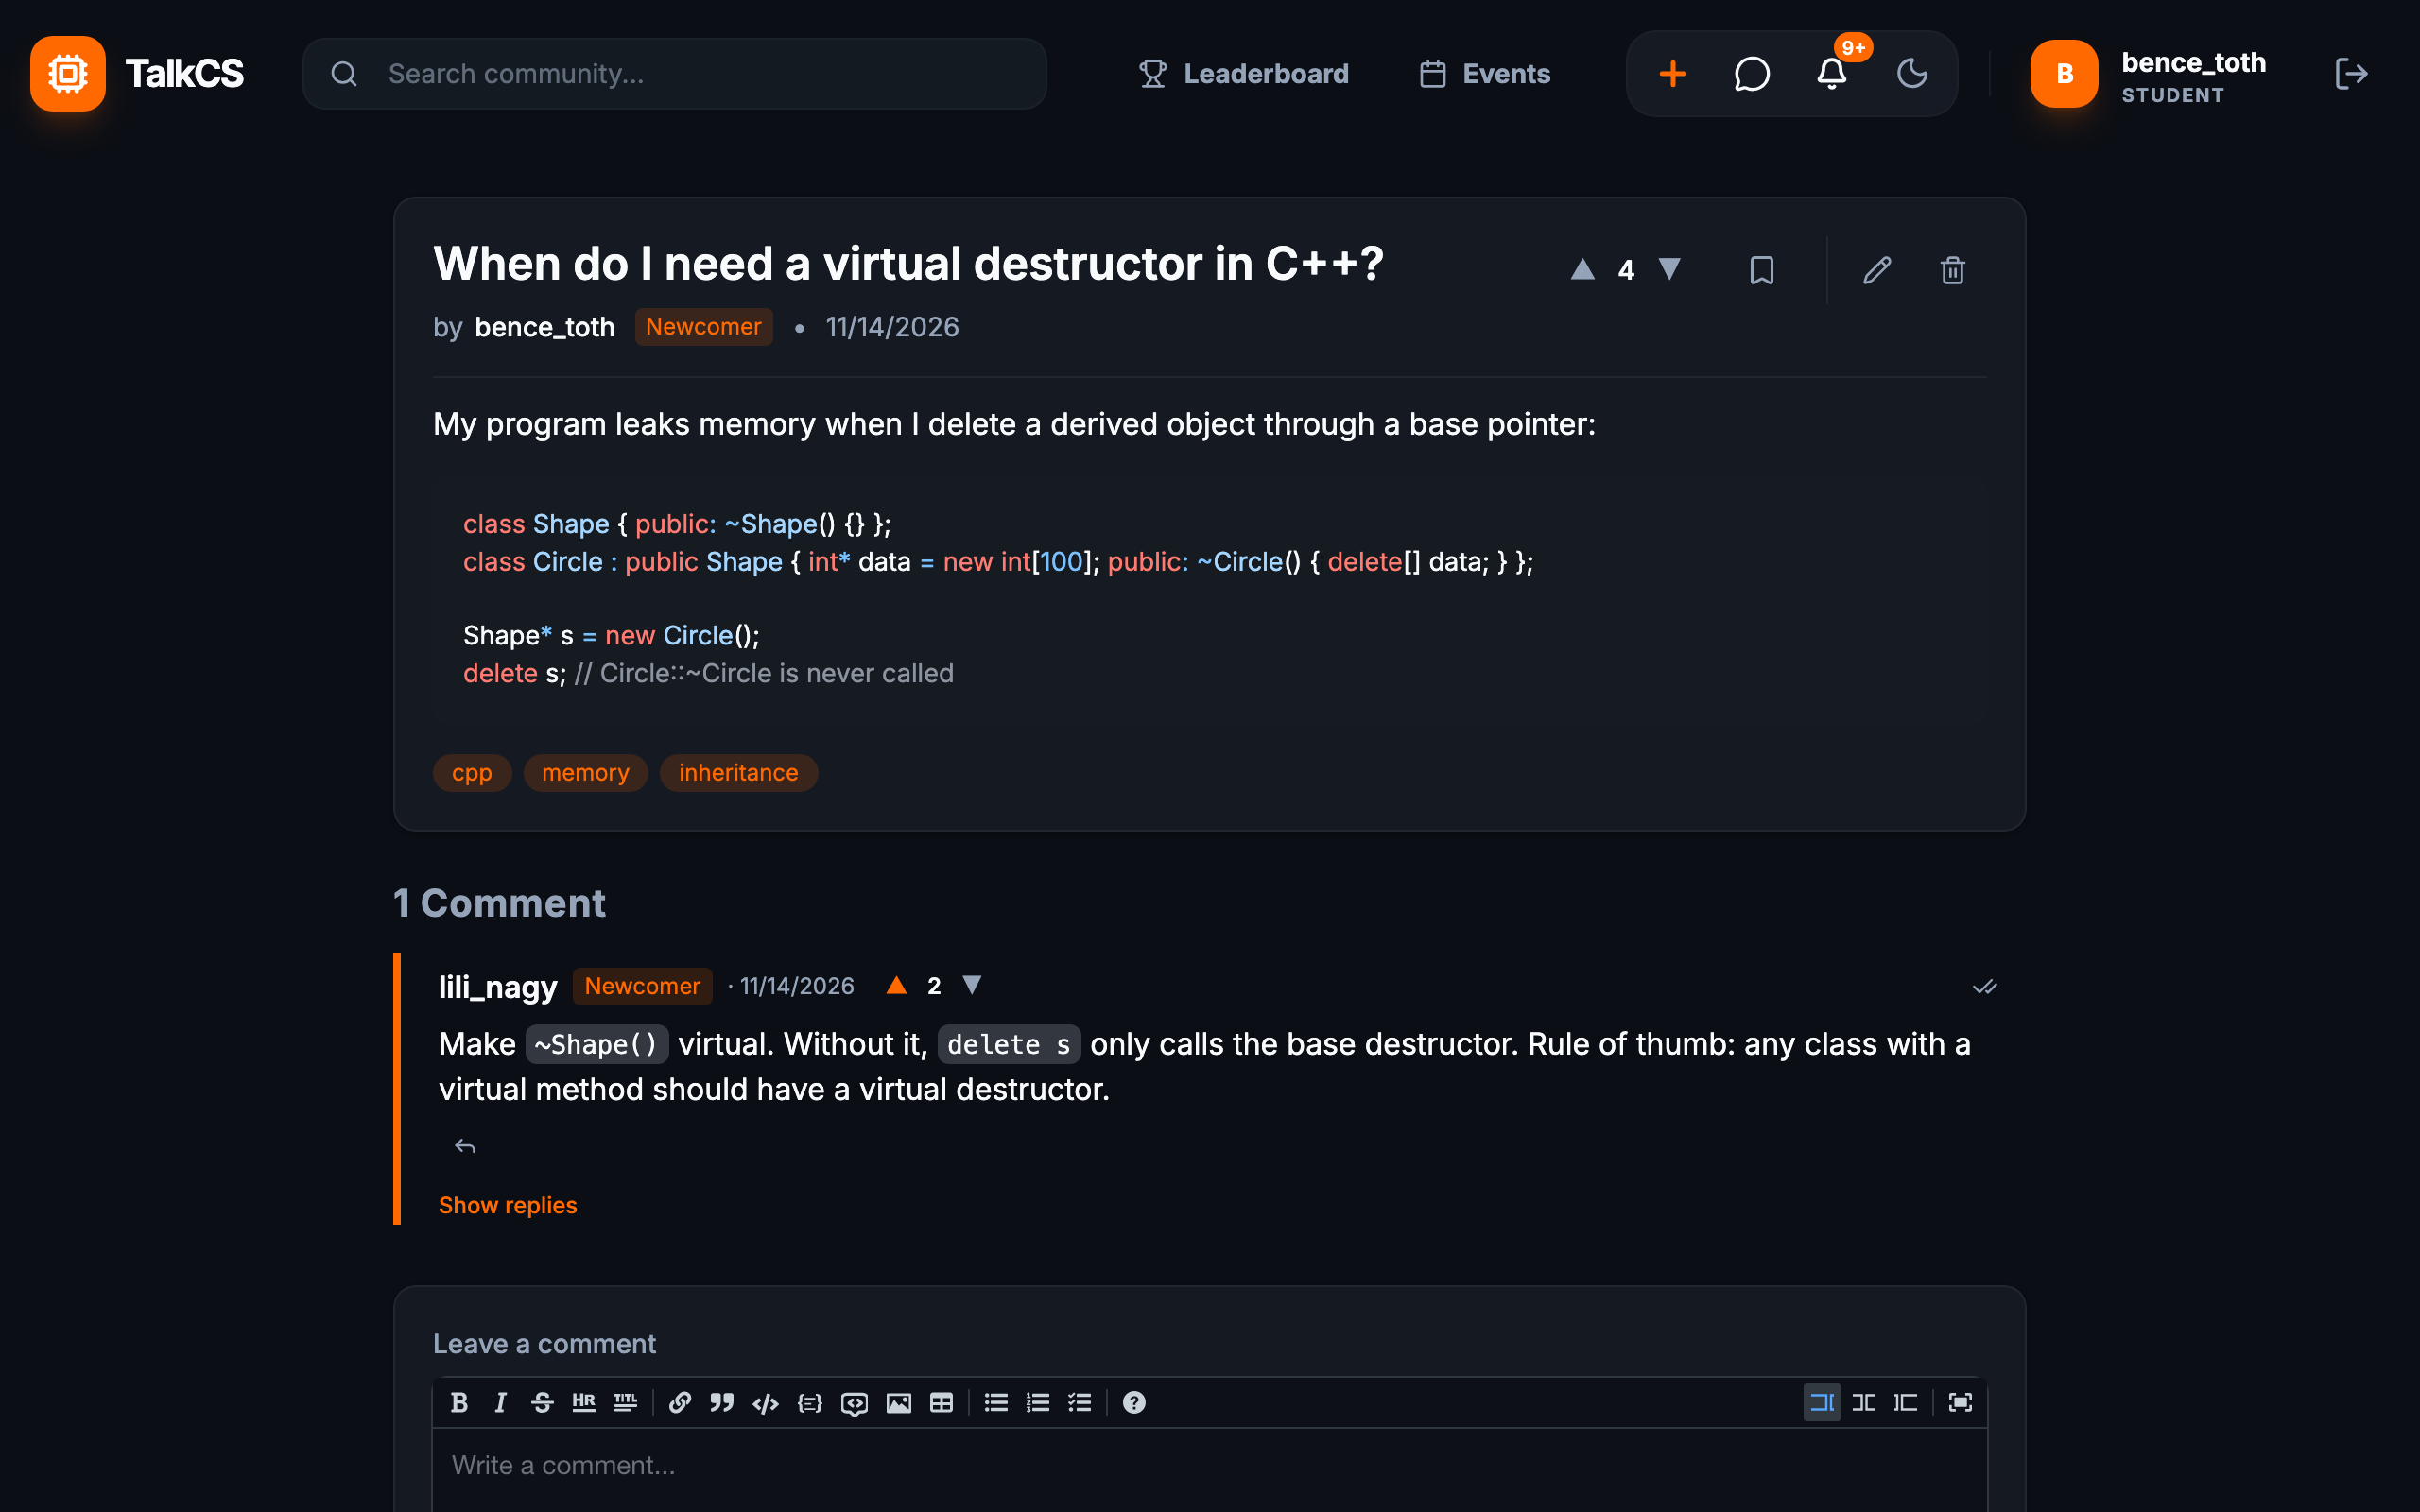 TalkCS
Search community...
Leaderboard
Events
9+
B
bence_toth
STUDENT
When do I need a virtual destructor in C++?
4
by bence_toth Newcomer • 11/14/2026
My program leaks memory when I delete a derived object through a base pointer:
class Shape { public: ~Shape() {} };
class Circle : public Shape { int* data = new int[100]; public: ~Circle() { delete[] data; } };
Shape* s = new Circle();
delete s; // Circle::~Circle is never called
cpp memory inheritance
1 Comment
lili_nagy Newcomer · 11/14/2026 2
Make ~Shape() virtual. Without it, delete s only calls the base destructor. Rule of thumb: any class with a
virtual method should have a virtual destructor.
Show replies
Leave a comment
B I S HR TITL
Write a comment...